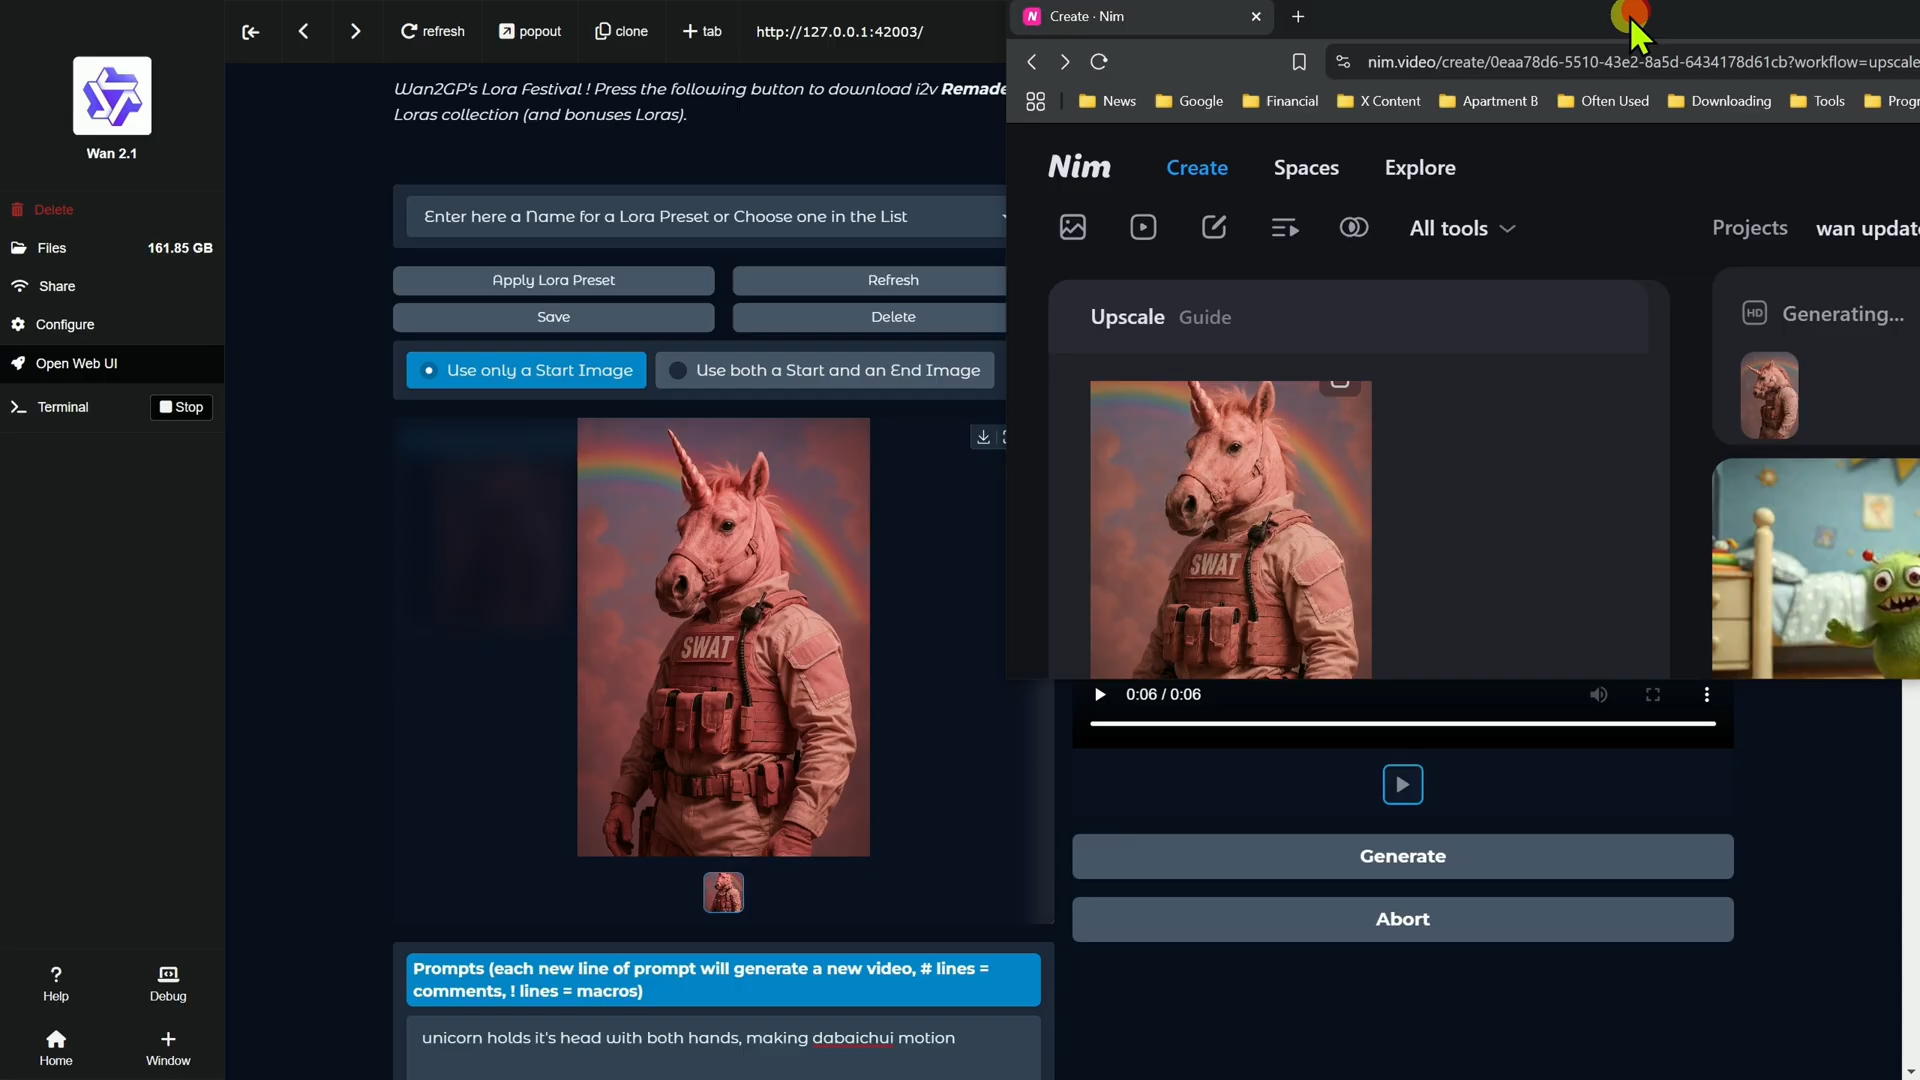 Wan 2.1
Delete
Files 161.85 GB
Share
Configure
Open Web UI
Terminal Stop
? Help
Debug
Home
Window
refresh popout clone tab http://127.0.0.1:42003/
Wan2GP's Lora Festival ! Press the following button to download i2v Remade
Loras collection (and bonuses Loras).
Enter here a Name for a Lora Preset or Choose one in the List
Apply Lora Preset Refresh
Save Delete
Use only a Start Image Use both a Start and an End Image
SWAT
Prompts (each new line of prompt will generate a new video, # lines =
comments, ! lines = macros)
unicorn holds it's head with both hands, making dabaichui motion
N Create · Nim
nim.video/create/0eaa78d6-5510-43e2-8a5d-6434178d61cb?workflow=upscale
News Google Financial X Content Apartment B Often Used Downloading Tools Progr
Nim Create Spaces Explore
All tools Projects wan update
Upscale Guide
HD Generating...
SWAT
0:06 / 0:06
Generate
Abort